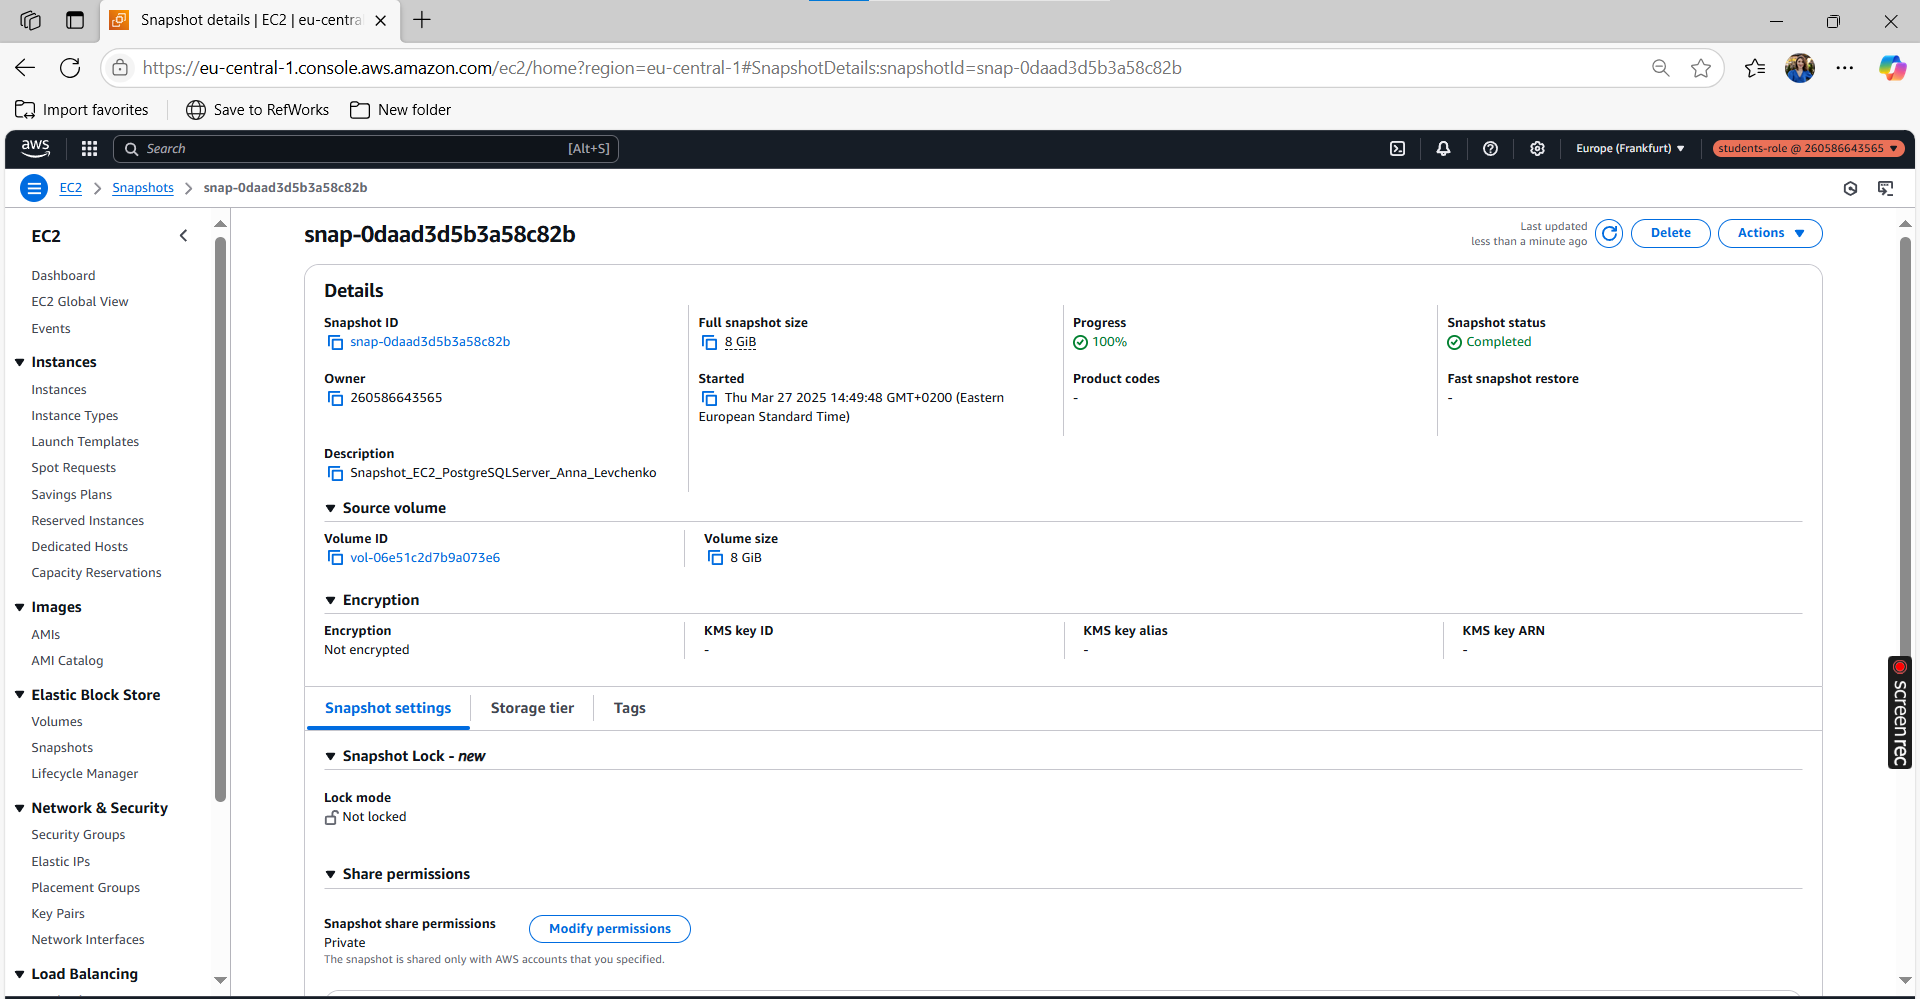 Snapshot details | EC2 | eu-centra
https://eu-central-1.console.aws.amazon.com/ec2/home?region=eu-central-1#SnapshotDetails:snapshotId=snap-0daad3d5b3a58c82b
Import favorites
Save to RefWorks
New folder
aws
Search
[Alt+S]
Europe (Frankfurt)
students-role @ 260586643565
EC2
Snapshots
snap-0daad3d5b3a58c82b
EC2
Dashboard
EC2 Global View
Events
Instances
Instances
Instance Types
Launch Templates
Spot Requests
Savings Plans
Reserved Instances
Dedicated Hosts
Capacity Reservations
Images
AMIs
AMI Catalog
Elastic Block Store
Volumes
Snapshots
Lifecycle Manager
Network & Security
Security Groups
Elastic IPs
Placement Groups
Key Pairs
Network Interfaces
Load Balancing
snap-0daad3d5b3a58c82b
Last updated
less than a minute ago
Delete
Actions
Details
Snapshot ID
snap-0daad3d5b3a58c82b
Full snapshot size
8 GiB
Progress
100%
Snapshot status
Completed
Owner
260586643565
Started
Thu Mar 27 2025 14:49:48 GMT+0200 (Eastern
European Standard Time)
Product codes
-
Fast snapshot restore
-
Description
Snapshot_EC2_PostgreSQLServer_Anna_Levchenko
Source volume
Volume ID
vol-06e51c2d7b9a073e6
Volume size
8 GiB
Encryption
Encryption
Not encrypted
KMS key ID
-
KMS key alias
-
KMS key ARN
-
Snapshot settings
Storage tier
Tags
Snapshot Lock - new
Lock mode
Not locked
Share permissions
Snapshot share permissions
Private
Modify permissions
The snapshot is shared only with AWS accounts that you specified.
screenrec